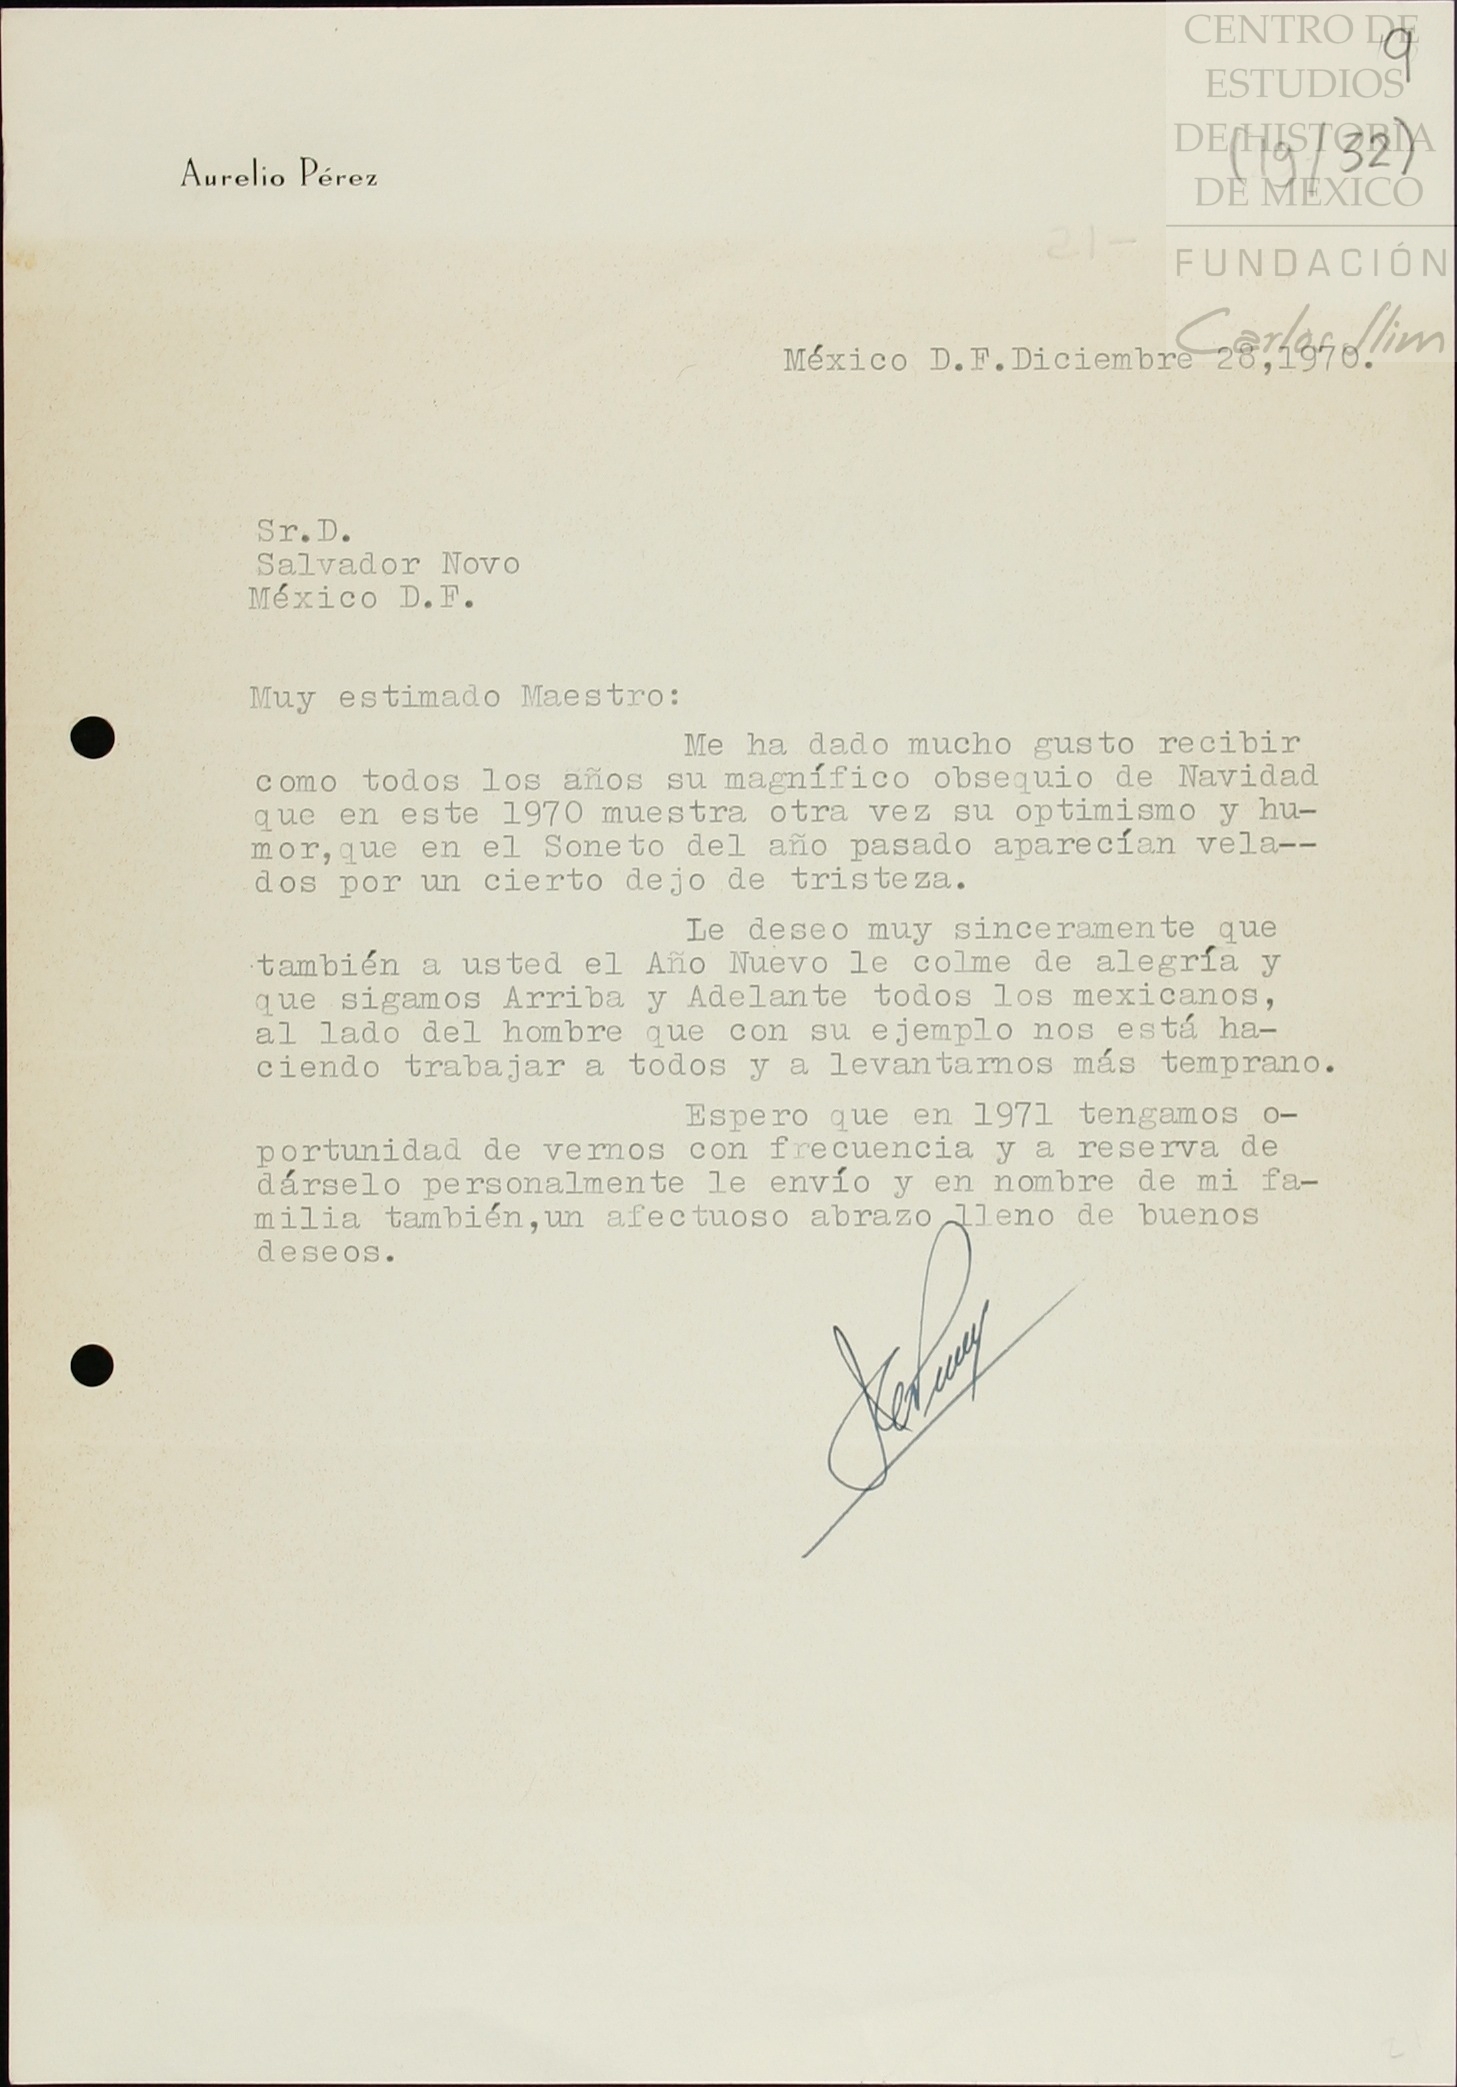 CENTRO DE
ESTUDIOS
DE HISTORIA
DE MÉXICO
FUNDACIÓN
Carlos Slim
9
(19/32)
Aurelio Pérez
México D.F.Diciembre 28,1970.
Sr.D.
Salvador Novo
México D.F.
Muy estimado Maestro:
Me ha dado mucho gusto recibir
como todos los años su magnífico obsequio de Navidad
que en este 1970 muestra otra vez su optimismo y hu-
mor,que en el Soneto del año pasado aparecían vela--
dos por un cierto dejo de tristeza.
Le deseo muy sinceramente que
también a usted el Año Nuevo le colme de alegría y
que sigamos Arriba y Adelante todos los mexicanos,
al lado del hombre que con su ejemplo nos está ha-
ciendo trabajar a todos y a levantarnos más temprano.
Espero que en 1971 tengamos o-
portunidad de vernos con frecuencia y a reserva de
dárselo personalmente le envío y en nombre de mi fa-
milia también,un afectuoso abrazo lleno de buenos
deseos.